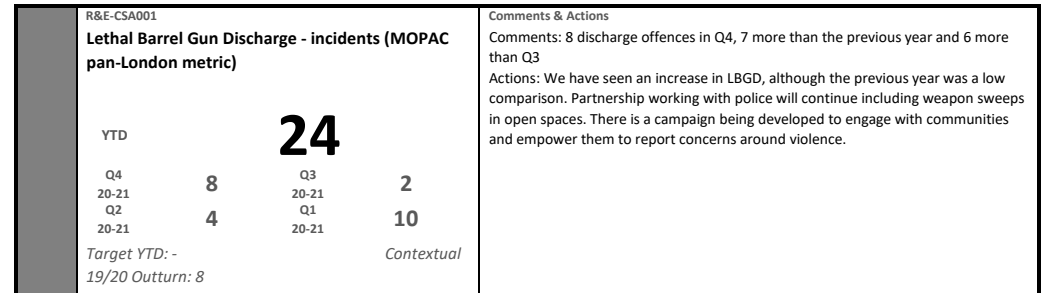 R&E-CSA001
Lethal Barrel Gun Discharge - incidents (MOPAC
pan-London metric)
YTD 24
Q4
20-21 8 Q3
20-21 2
Q2
20-21 4 Q1
20-21 10
Target YTD: - Contextual
19/20 Outturn: 8
Comments & Actions
Comments: 8 discharge offences in Q4, 7 more than the previous year and 6 more
than Q3
Actions: We have seen an increase in LBGD, although the previous year was a low
comparison. Partnership working with police will continue including weapon sweeps
in open spaces. There is a campaign being developed to engage with communities
and empower them to report concerns around violence.